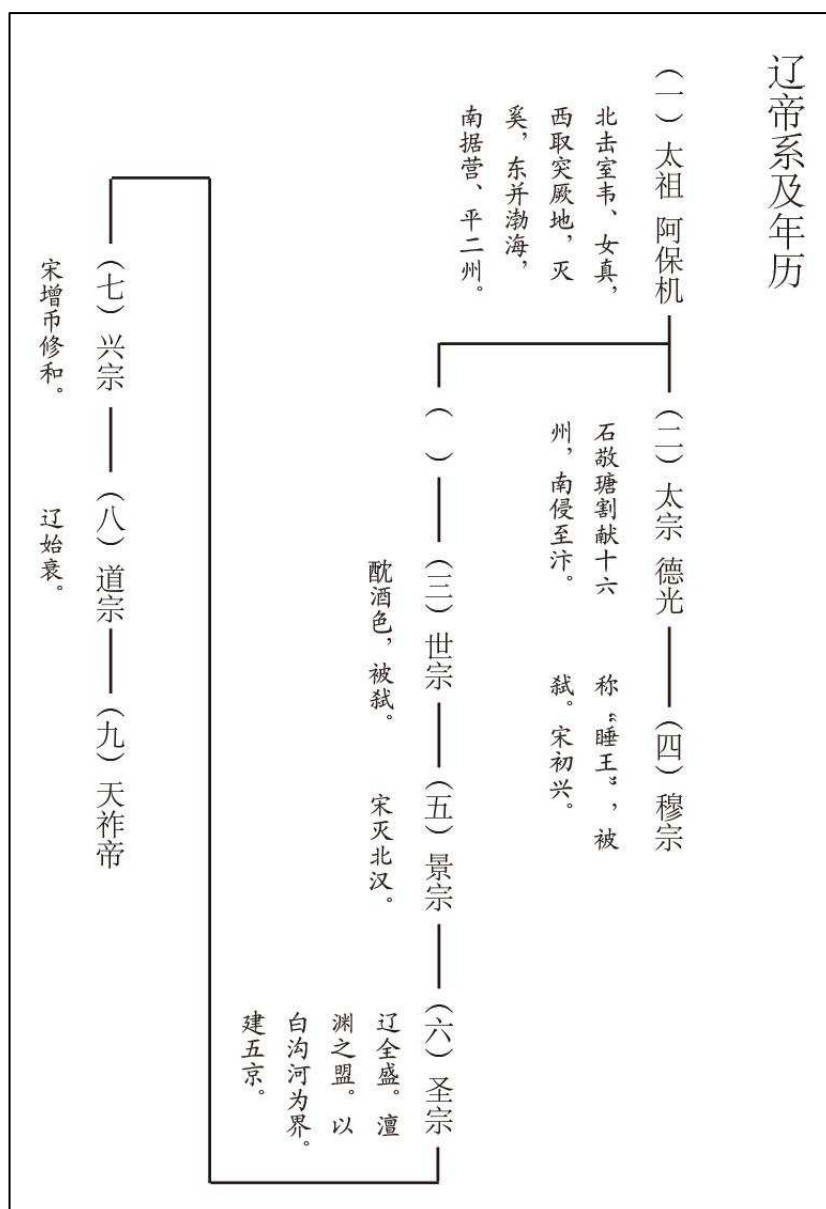 辽帝系及年历
（一）太祖 阿保机
北击室韦、女真，
西取突厥地，灭
奚，东并渤海，
南据营、平二州。
（二）太宗 德光
石敬瑭割献十六
州，南侵至汴。
（四）穆宗
称“睡王”，被
弑。宋初兴。
（ ）
（三）世宗
酖酒色，被弑。
（五）景宗
宋灭北汉。
（六）圣宗
辽全盛。澶
渊之盟。以
白沟河为界。
建五京。
（七）兴宗
宋增币修和。
（八）道宗
辽始衰。
（九）天祚帝